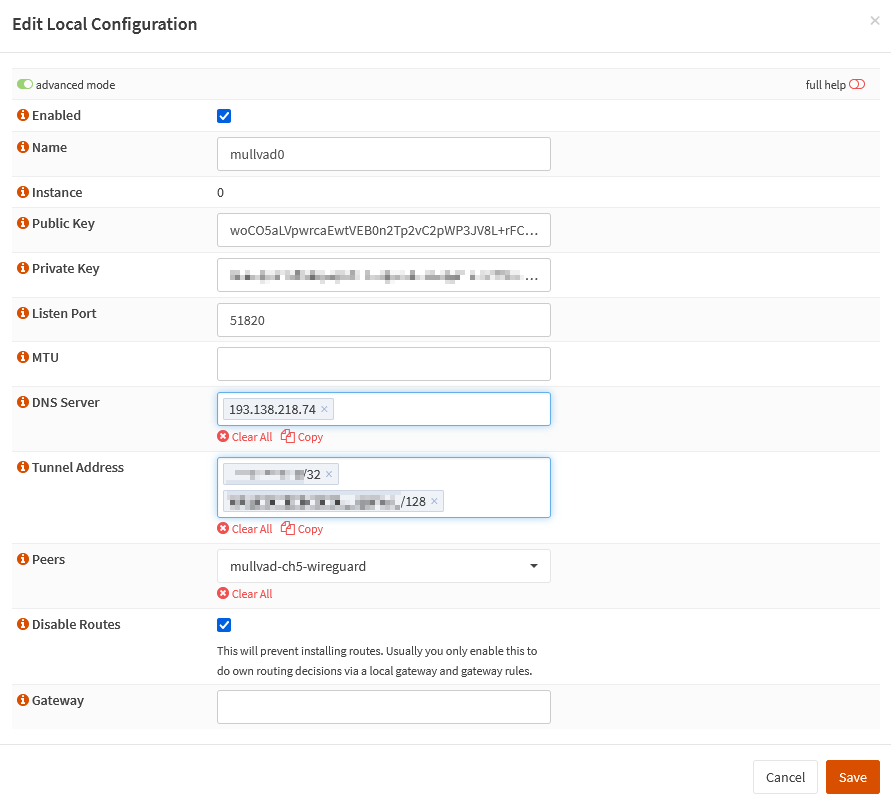 Edit Local Configuration ×
advanced mode full help
Enabled
Name mullvad0
Instance 0
Public Key woCO5aLVpwrcaEwtVEB0n2Tp2vC2pWP3JV8L+rFC...
Private Key ...
Listen Port 51820
MTU
DNS Server 193.138.218.74 ×
Clear All Copy
Tunnel Address /32 ×
/128 ×
Clear All Copy
Peers mullvad-ch5-wireguard
Clear All
Disable Routes
This will prevent installing routes. Usually you only enable this to
do own routing decisions via a local gateway and gateway rules.
Gateway
Cancel Save